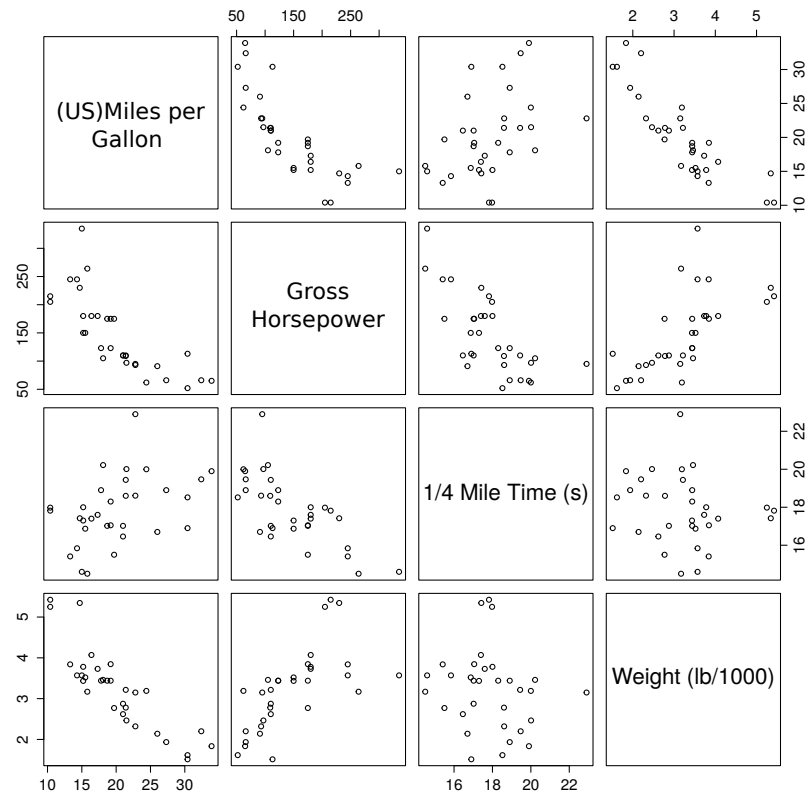 50 150 250
2 3 4 5
(US)Miles per
Gallon
10 15 20 25 30
50 150 250
Gross
Horsepower
1/4 Mile Time (s)
16 18 20 22
2 3 4 5
Weight (lb/1000)
10 15 20 25 30
16 18 20 22